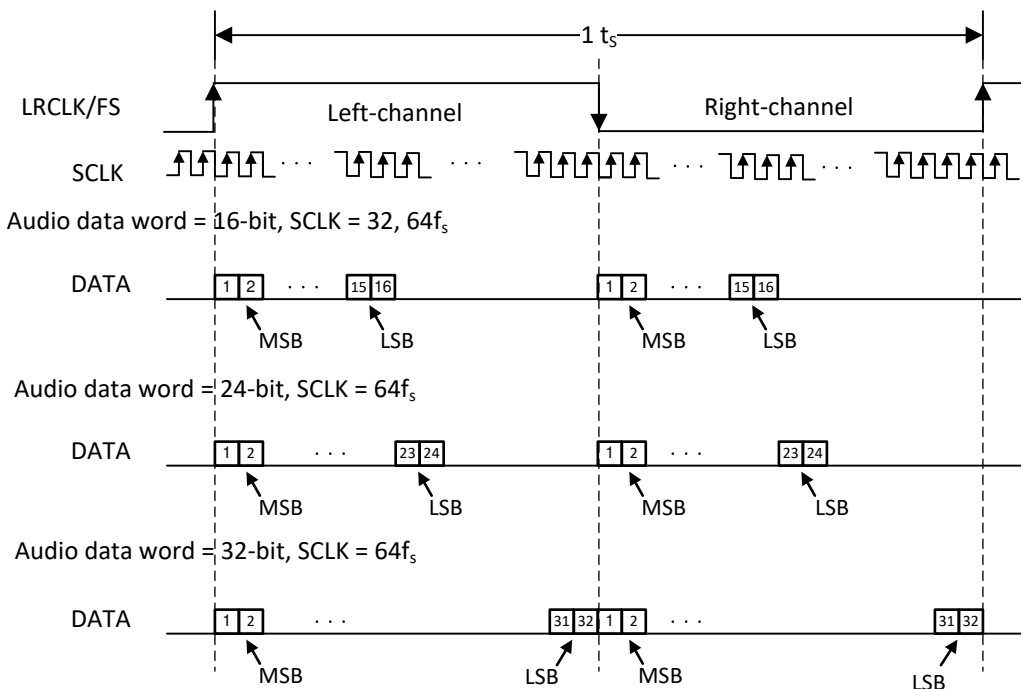 1 tₛ
LRCLK/FS Left-channel Right-channel
SCLK . . . . . . . . . . . .
Audio data word = 16-bit, SCLK = 32, 64fₛ
DATA 1 2 . . . 15 16 1 2 . . . 15 16
MSB LSB MSB LSB
Audio data word = 24-bit, SCLK = 64fₛ
DATA 1 2 . . . 23 24 1 2 . . . 23 24
MSB LSB MSB LSB
Audio data word = 32-bit, SCLK = 64fₛ
DATA 1 2 . . . 31 32 1 2 . . . 31 32
MSB LSB MSB LSB